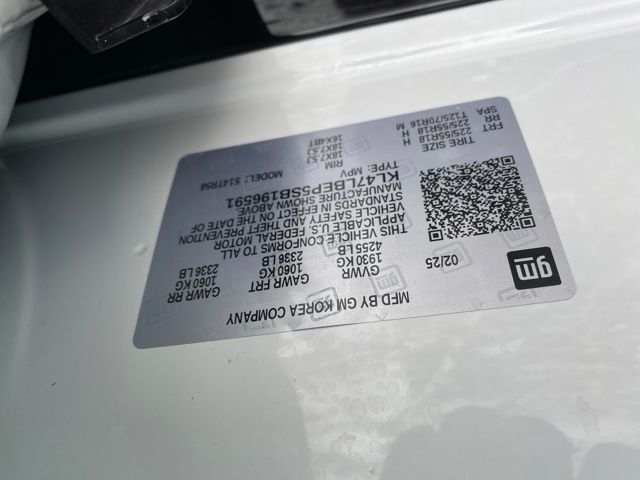 gm
MFD BY GM KOREA COMPANY
02/25
GVWR
1930 KG
4255 LB
GAWR FRT
1060 KG
2336 LB
GAWR RR
1060 KG
2336 LB
THIS VEHICLE CONFORMS TO ALL
APPLICABLE U.S. FEDERAL MOTOR
VEHICLE SAFETY AND THEFT PREVENTION
STANDARDS IN EFFECT ON THE DATE OF
MANUFACTURE SHOWN ABOVE
KL47LBEP5SB196591
TYPE: MPV
MODEL: 514TR58
TIRE SIZE
RIM
FRT 225/55R18 H 18X7.5J
RR 225/55R18 H 18X7.5J
SPA T125/70R16 M 16X4BT